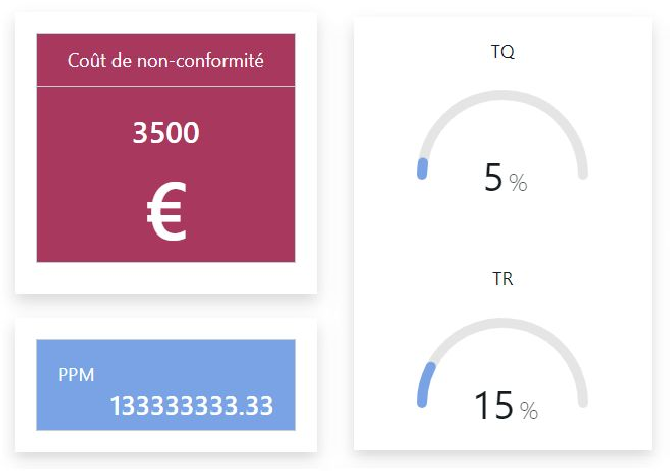 Coût de non-conformité
3500
€
PPM
133333333.33
TQ
5 %
TR
15 %